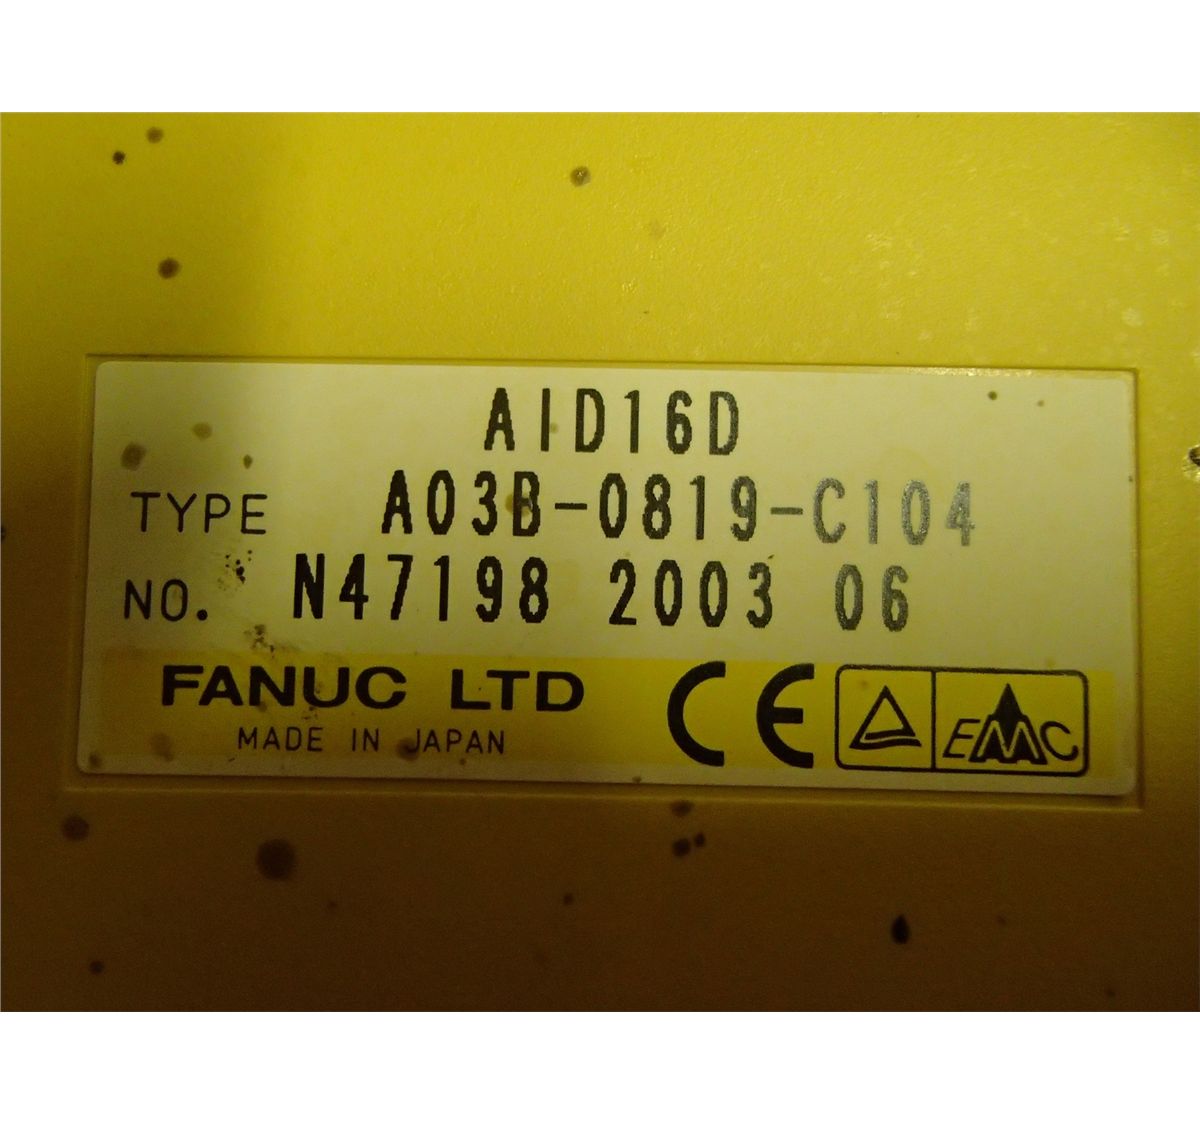 AID16D
TYPE A03B-0819-C104
NO. N47198 2003 06
FANUC LTD
MADE IN JAPAN
CE
EMC